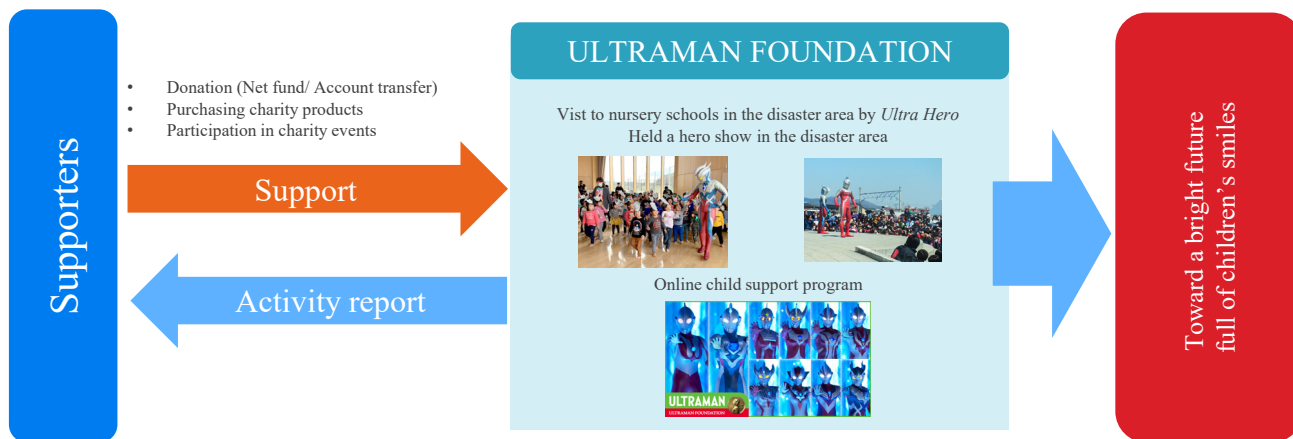 Supporters
• Donation (Net fund/ Account transfer)
• Purchasing charity products
• Participation in charity events
Support
Activity report
ULTRAMAN FOUNDATION
Vist to nursery schools in the disaster area by Ultra Hero
Held a hero show in the disaster area
Online child support program
ULTRAMAN
ULTRAMAN FOUNDATION
Toward a bright future
full of children’s smiles